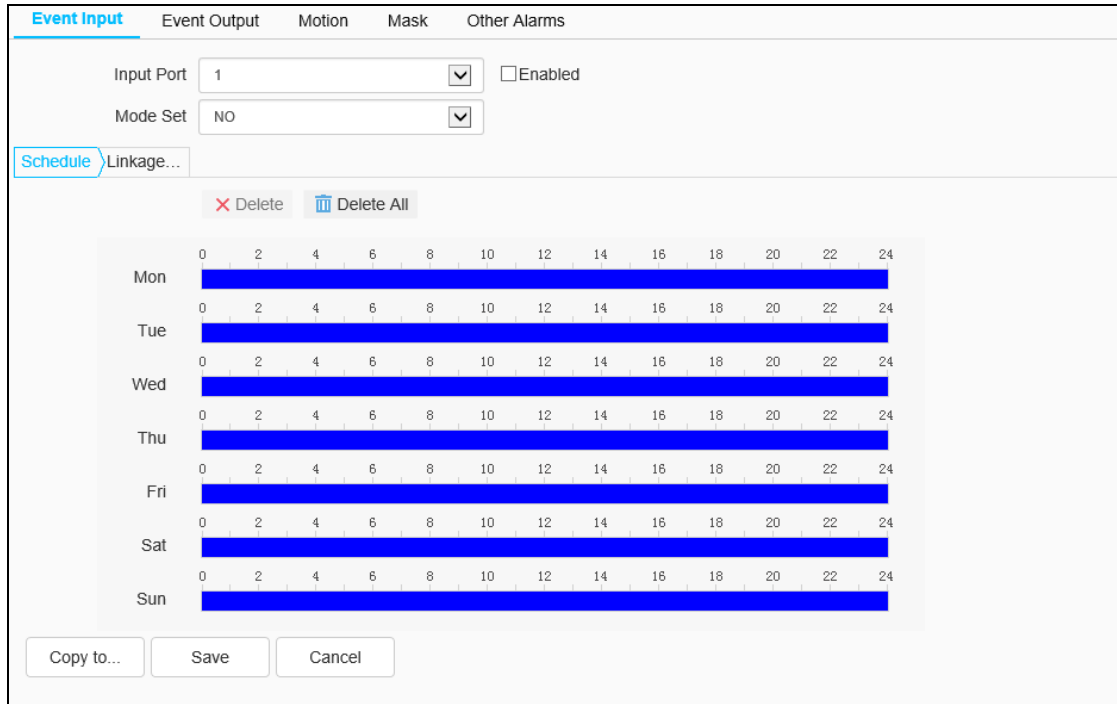 Event Input Event Output Motion Mask Other Alarms
Input Port 1 Enabled
Mode Set NO
Schedule Linkage...
Delete Delete All
0 2 4 6 8 10 12 14 16 18 20 22 24
Mon
0 2 4 6 8 10 12 14 16 18 20 22 24
Tue
0 2 4 6 8 10 12 14 16 18 20 22 24
Wed
0 2 4 6 8 10 12 14 16 18 20 22 24
Thu
0 2 4 6 8 10 12 14 16 18 20 22 24
Fri
0 2 4 6 8 10 12 14 16 18 20 22 24
Sat
0 2 4 6 8 10 12 14 16 18 20 22 24
Sun
Copy to... Save Cancel